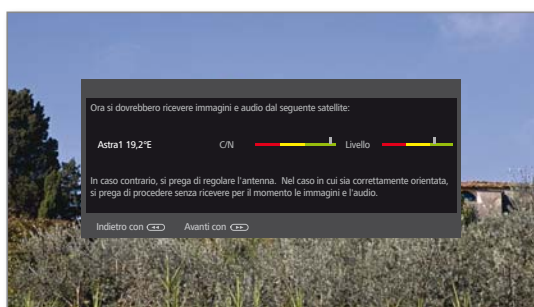 Ora si dovrebbero ricevere immagini e audio dal seguente satellite:
Astra1 19,2°E C/N Livello
In caso contrario, si prega di regolare l'antenna. Nel caso in cui sia correttamente orientata,
si prega di procedere senza ricevere per il momento le immagini e l'audio.
Indietro con Avanti con